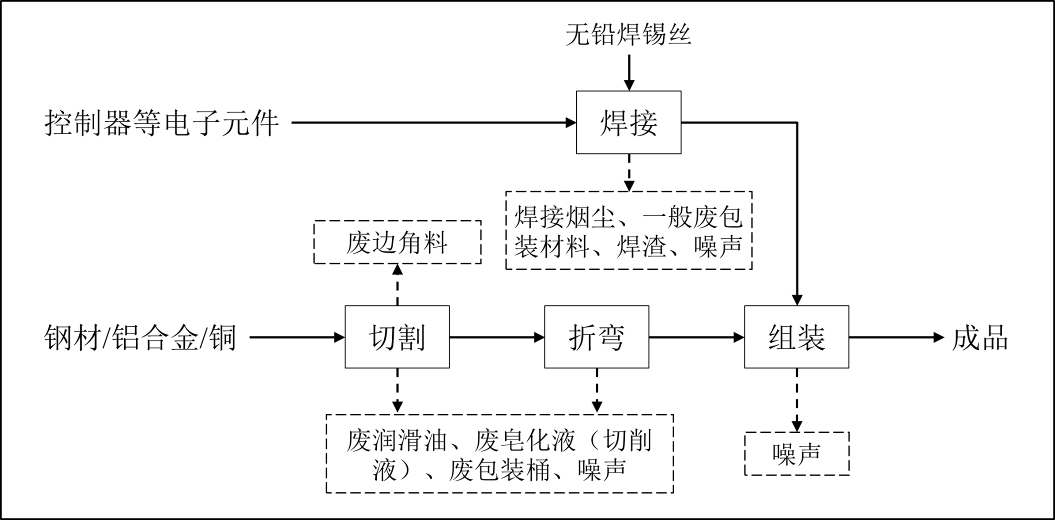 无铅焊锡丝
控制器等电子元件
焊接
焊接烟尘、一般废包
装材料、焊渣、噪声
废边角料
钢材/铝合金/铜
切割
折弯
组装
成品
废润滑油、废皂化液（切削
液）、废包装桶、噪声
噪声